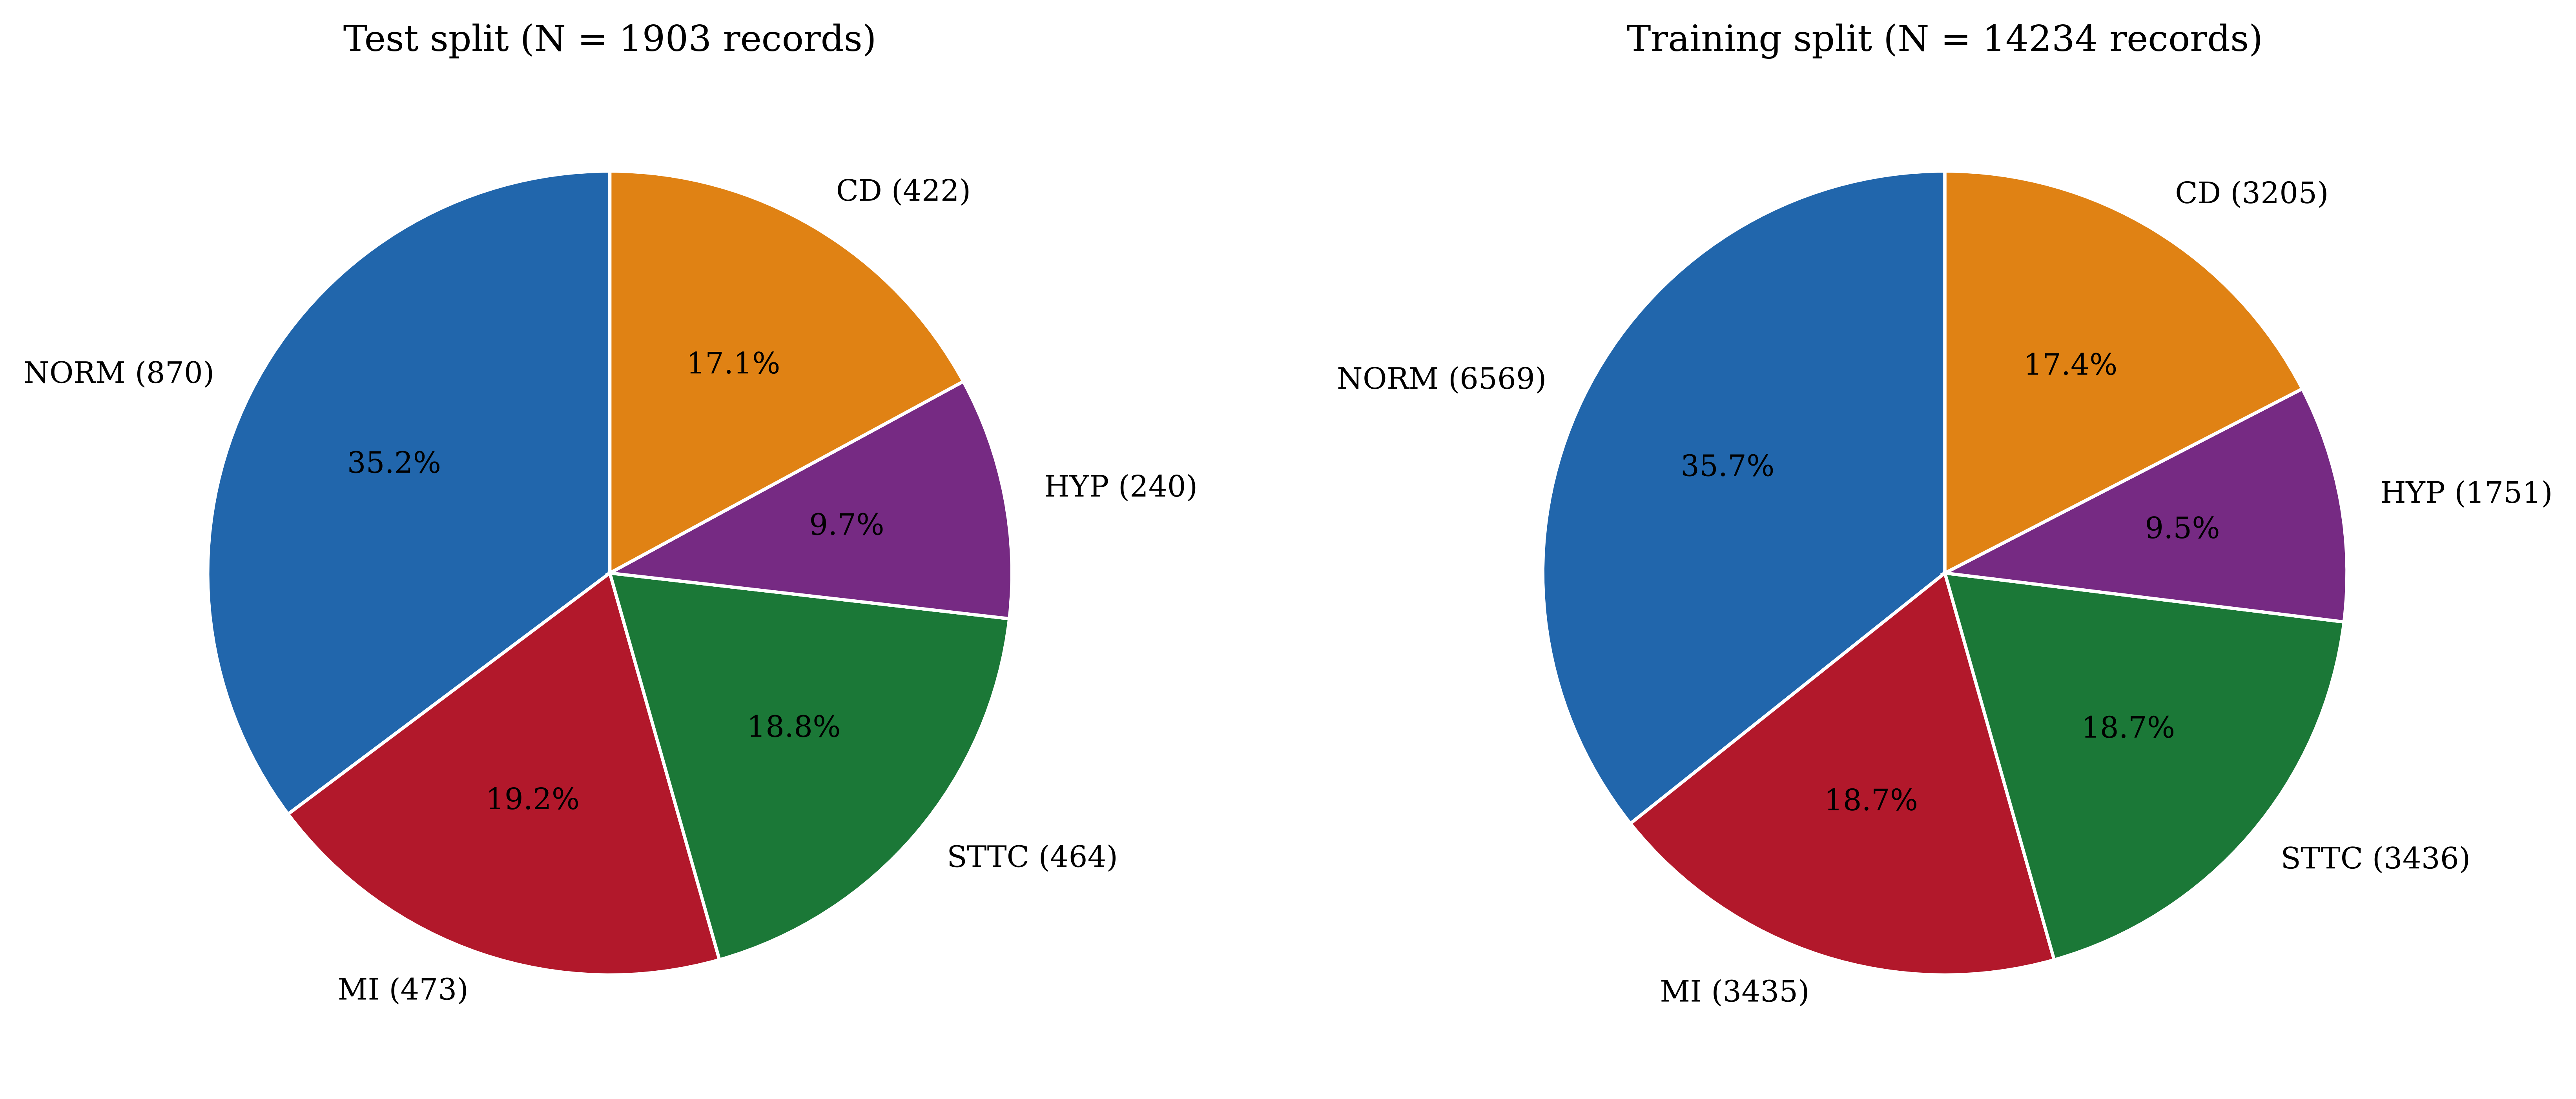 Test split (N = 1903 records)
CD (422)
17.1%
NORM (870)
35.2%
HYP (240)
9.7%
18.8%
19.2%
STTC (464)
MI (473)
Training split (N = 14234 records)
CD (3205)
17.4%
NORM (6569)
35.7%
HYP (1751)
9.5%
18.7%
18.7%
STTC (3436)
MI (3435)